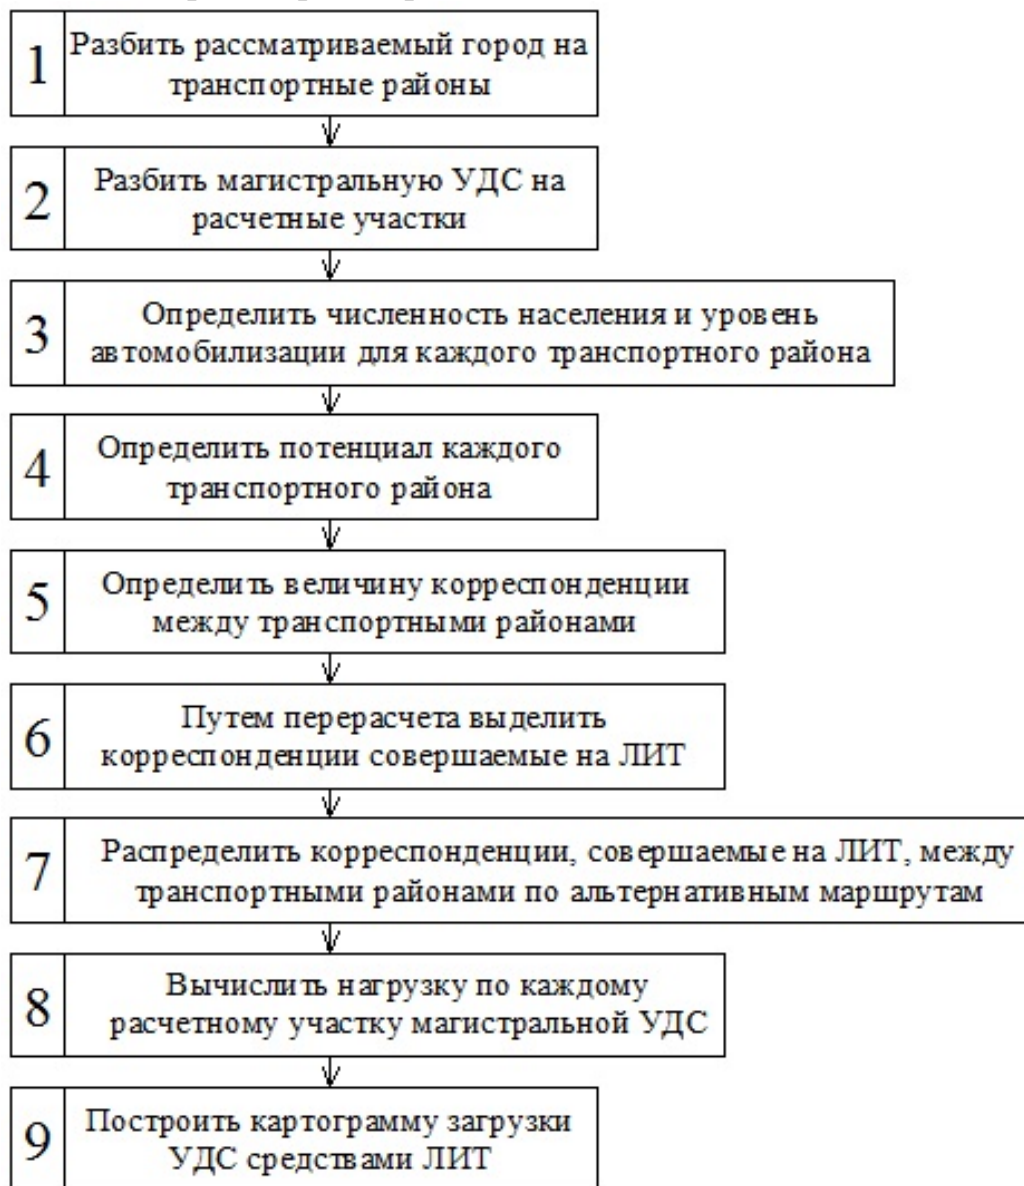 1
Разбить рассматриваемый город на
транспортные районы
2
Разбить магистральную УДС на
расчетные участки
3
Определить численность населения и уровень
автомобилизации для каждого транспортного района
4
Определить потенциал каждого
транспортного района
5
Определить величину корреспонденции
между транспортными районами
6
Путем перерасчета выделить
корреспонденции совершаемые на ЛИТ
7
Распределить корреспонденции, совершаемые на ЛИТ, между
транспортными районами по альтернативным маршрутам
8
Вычислить нагрузку по каждому
расчетному участку магистральной УДС
9
Построить картограмму загрузки
УДС средствами ЛИТ